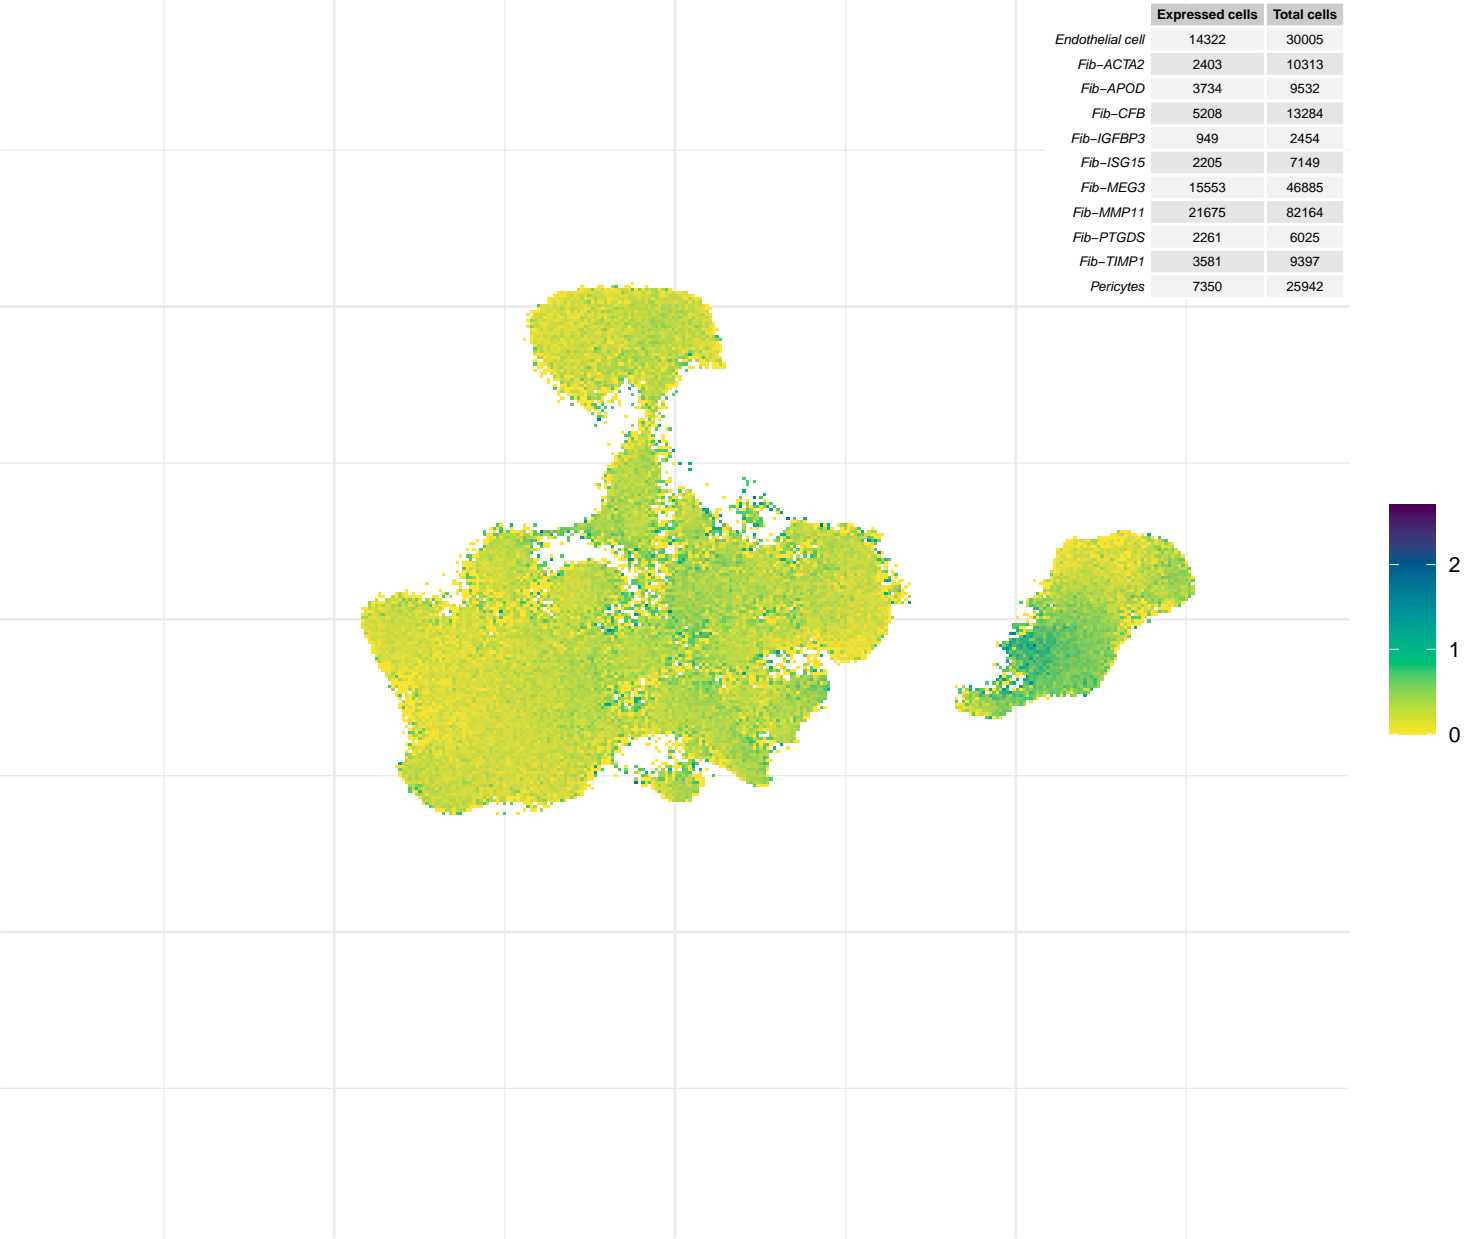 Expressed cells Total cells
Endothelial cell 14322 30005
Fib−ACTA2 2403 10313
Fib−APOD 3734 9532
Fib−CFB 5208 13284
Fib−IGFBP3 949 2454
Fib−ISG15 2205 7149
Fib−MEG3 15553 46885
Fib−MMP11 21675 82164
Fib−PTGDS 2261 6025
Fib−TIMP1 3581 9397
Pericytes 7350 25942
2
1
0